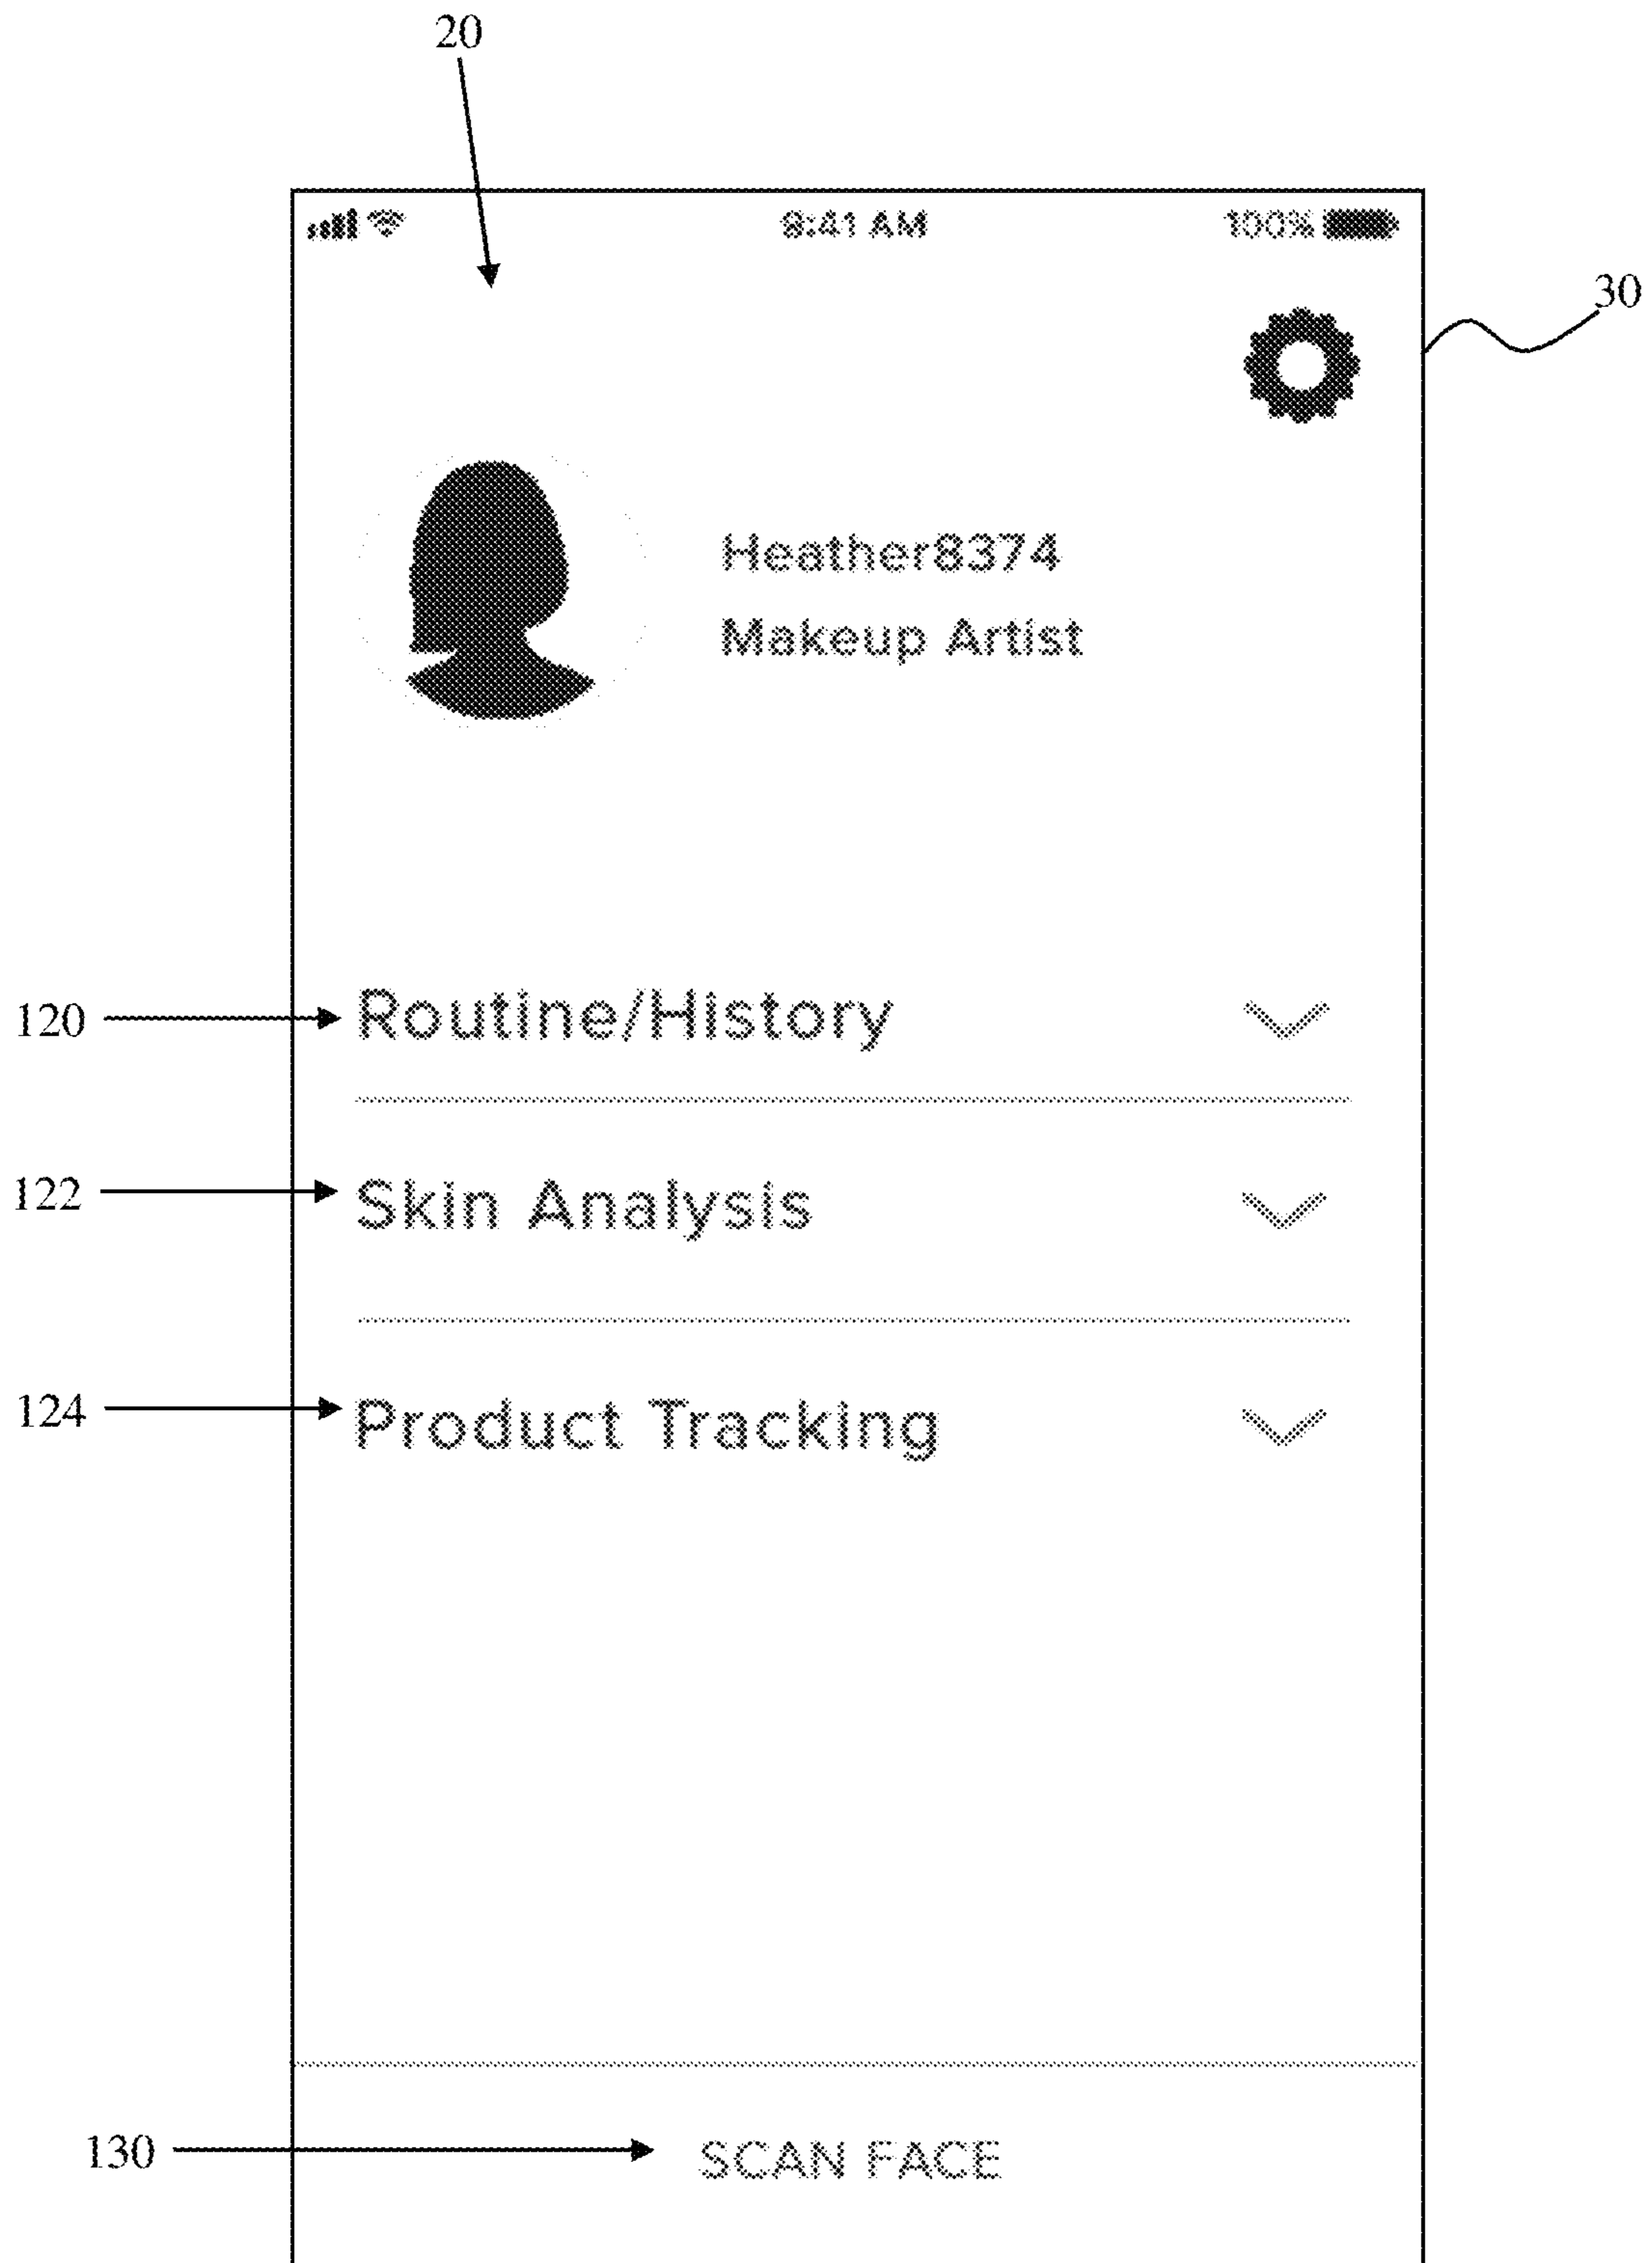 20
9:41 AM 100%
30
Heather8374
Makeup Artist
120 Routine/History
122 Skin Analysis
124 Product Tracking
130 SCAN FACE